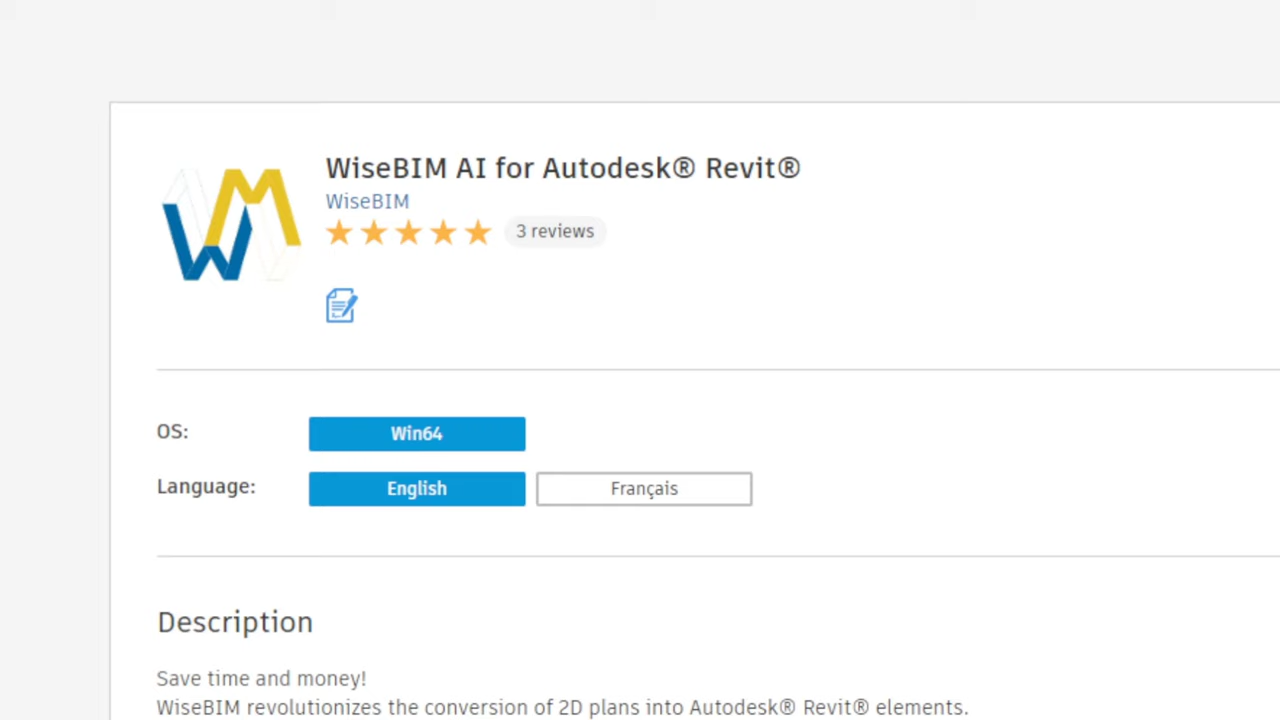 WiseBIM AI for Autodesk® Revit®
WiseBIM
3 reviews
OS:
Win64
Language:
English
Français
Description
Save time and money!
WiseBIM revolutionizes the conversion of 2D plans into Autodesk® Revit® elements.